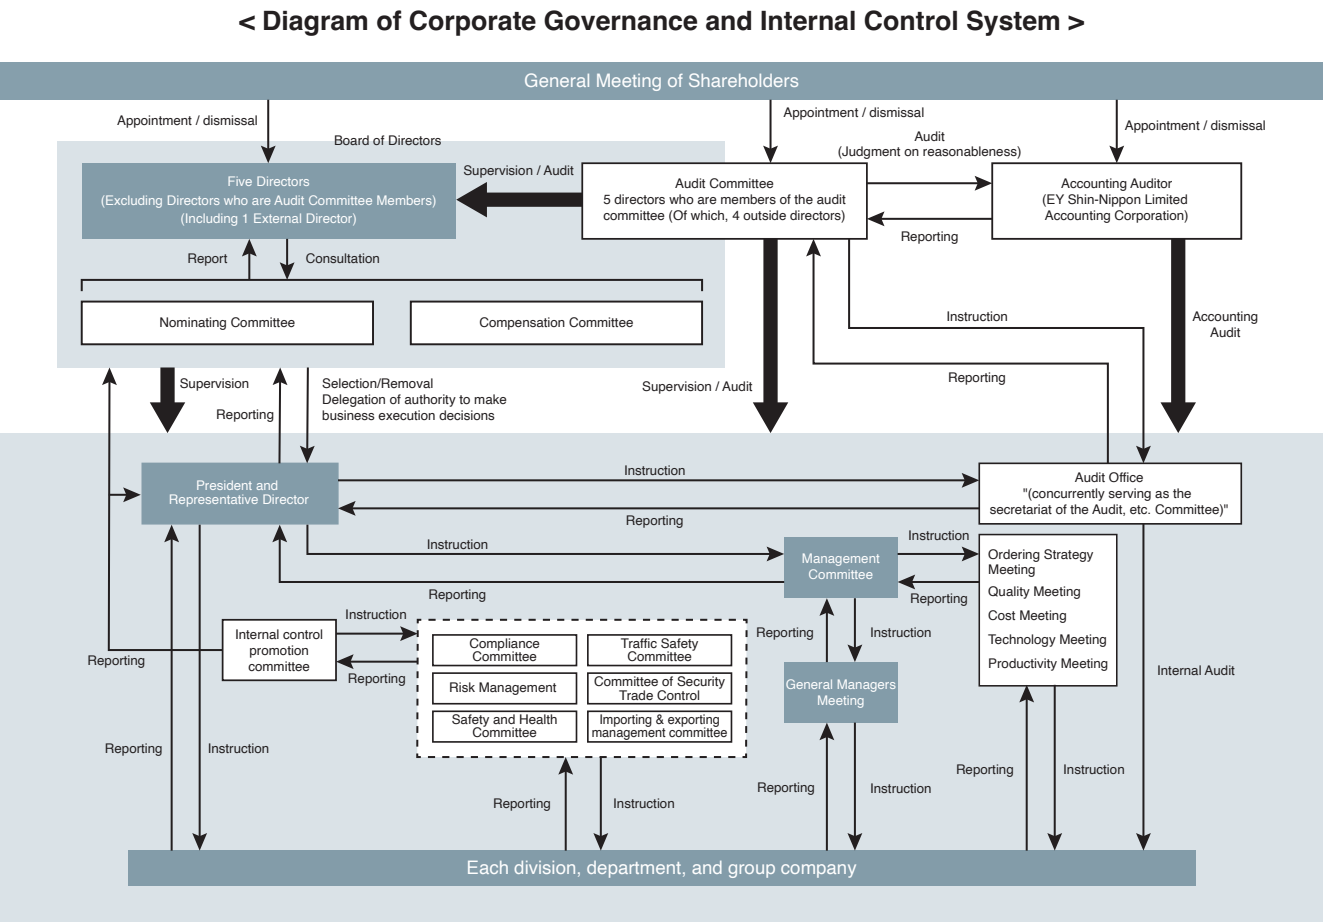 < Diagram of Corporate Governance and Internal Control System >
General Meeting of Shareholders
Appointment / dismissal
Appointment / dismissal
Appointment / dismissal
Board of Directors
Audit
(Judgment on reasonableness)
Five Directors
(Excluding Directors who are Audit Committee Members)
(Including 1 External Director)
Supervision / Audit
Audit Committee
5 directors who are members of the audit
committee (Of which, 4 outside directors)
Accounting Auditor
(EY Shin-Nippon Limited
Accounting Corporation)
Reporting
Report
Consultation
Nominating Committee
Compensation Committee
Instruction
Accounting
Audit
Supervision
Reporting
Selection/Removal
Delegation of authority to make
business execution decisions
Supervision / Audit
Reporting
President and
Representative Director
Instruction
Reporting
Audit Office
"(concurrently serving as the
secretariat of the Audit, etc. Committee)"
Instruction
Reporting
Management
Committee
Instruction
Reporting
Ordering Strategy
Meeting
Quality Meeting
Cost Meeting
Technology Meeting
Productivity Meeting
Internal control
promotion
committee
Instruction
Reporting
Reporting
Compliance
Committee
Traffic Safety
Committee
Risk Management
Committee of Security
Trade Control
Safety and Health
Committee
Importing & exporting
management committee
Reporting
Instruction
General Managers
Meeting
Internal Audit
Reporting
Instruction
Reporting
Instruction
Reporting
Instruction
Reporting
Instruction
Each division, department, and group company